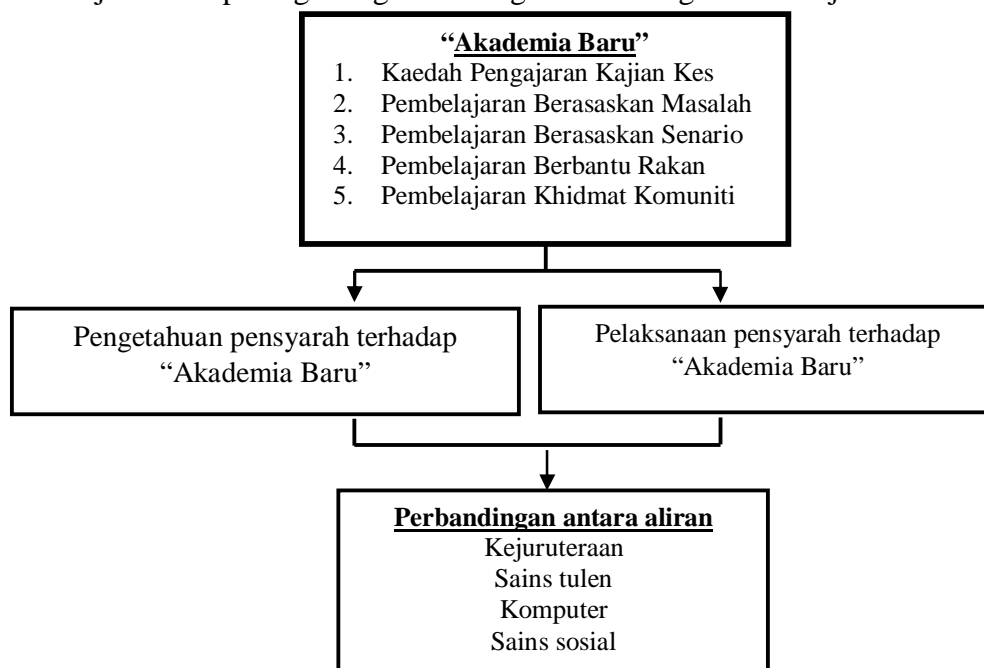 “Akademia Baru”
1. Kaedah Pengajaran Kajian Kes
2. Pembelajaran Berasaskan Masalah
3. Pembelajaran Berasaskan Senario
4. Pembelajaran Berbantu Rakan
5. Pembelajaran Khidmat Komuniti
Pengetahuan pensyarah terhadap
“Akademia Baru”
Pelaksanaan pensyarah terhadap
“Akademia Baru”
Perbandingan antara aliran
Kejuruteraan
Sains tulen
Komputer
Sains sosial